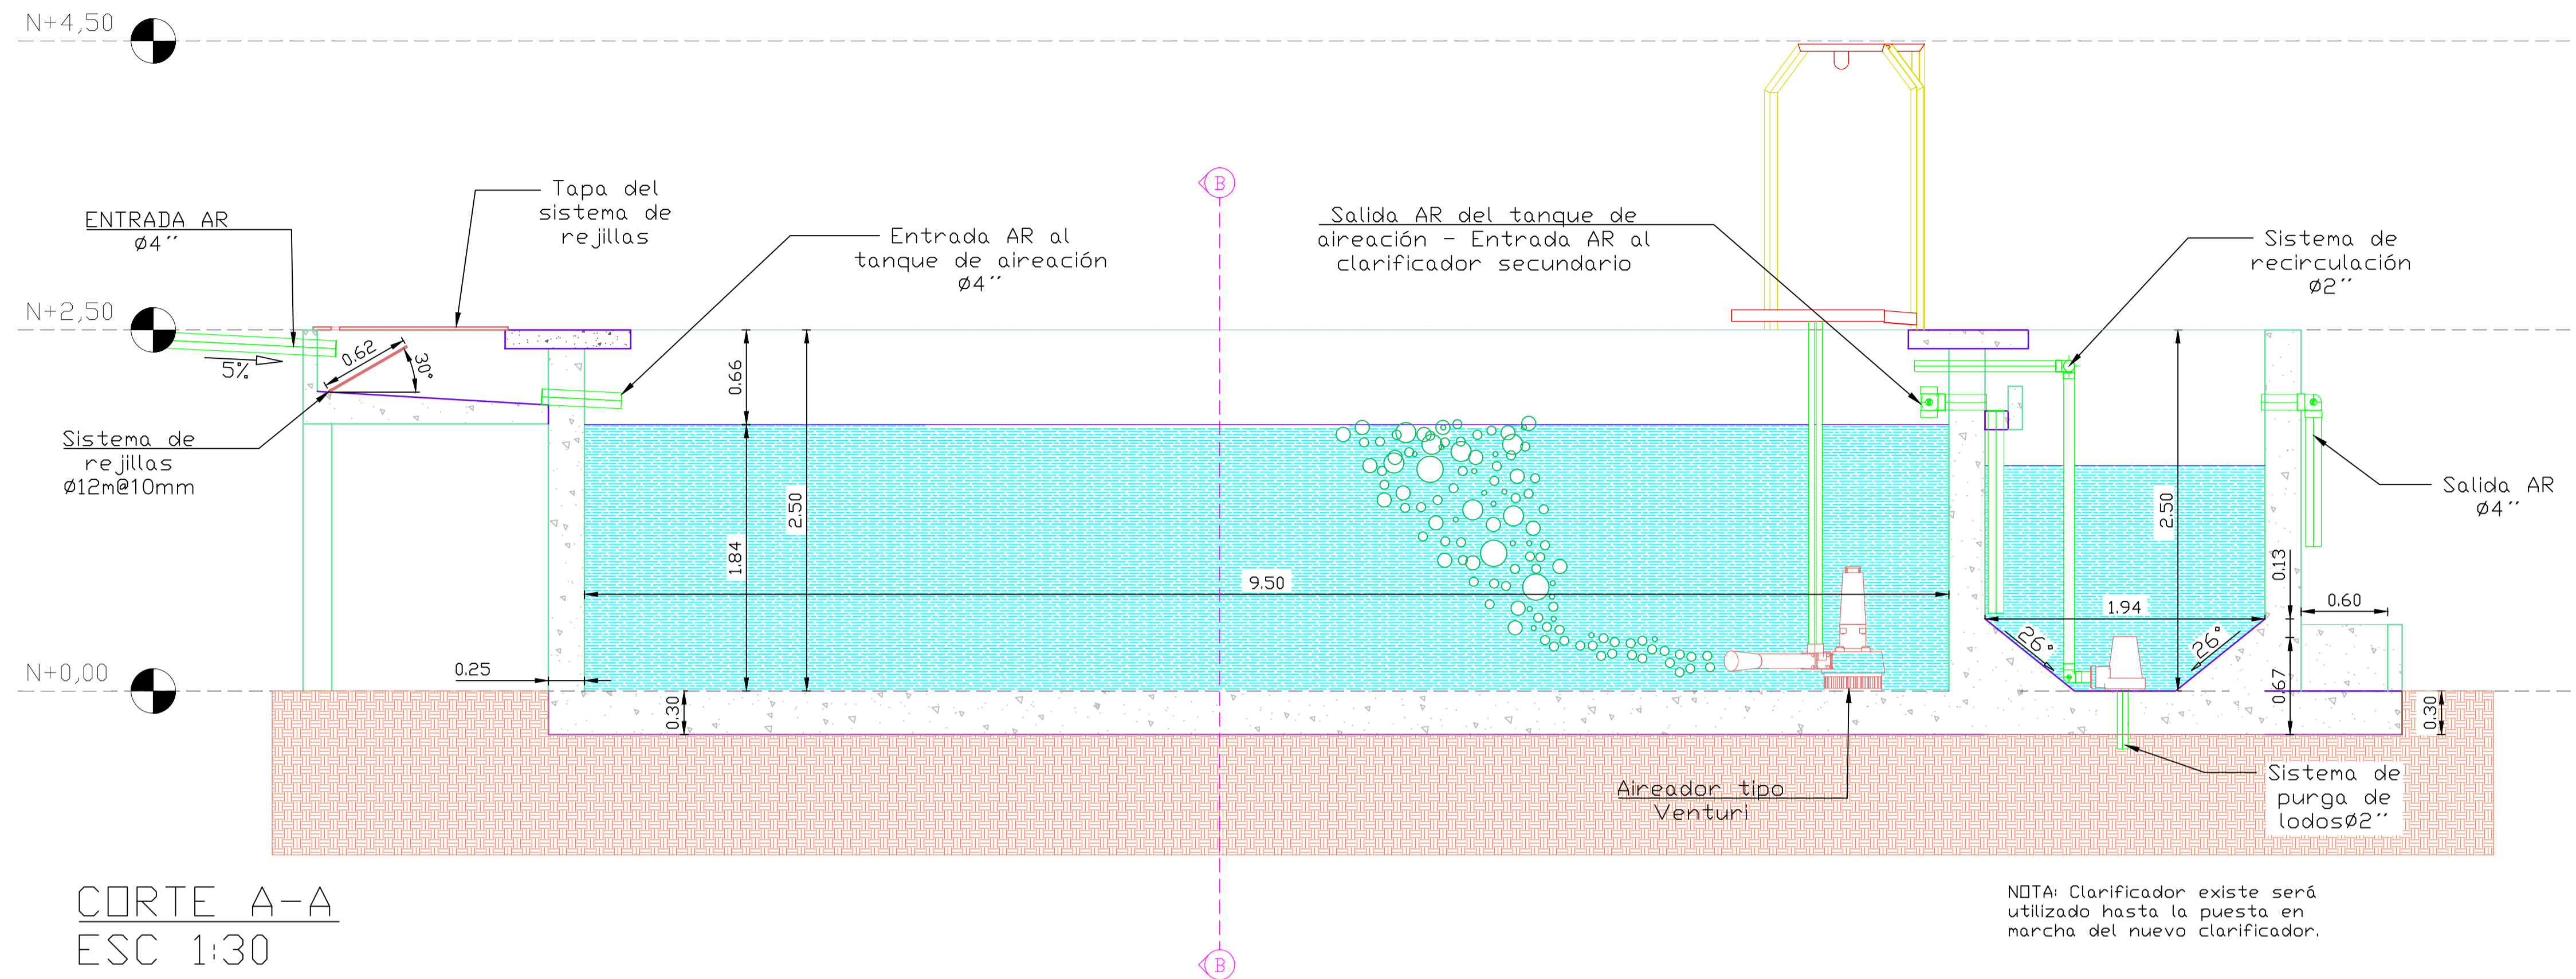 N+4,50
B
Tapa del
sistema de
rejillas
ENTRADA AR
Ø4´´
Entrada AR al
tanque de aireación
Ø4´´
Salida AR del tanque de
aireación - Entrada AR al
clarificador secundario
Sistema de
recirculación
Ø2´´
N+2,50
5%
0.62
30°
0.66
Sistema de
rejillas
Ø12m@10mm
2.50
1.84
9.50
2.50
0.13
Salida AR
Ø4´´
1.94
0.60
26°
26°
N+0,00
0.25
0.30
0.67
0.30
Aireador tipo
Venturi
Sistema de
purga de
lodosØ2´´
CORTE A-A
ESC 1:30
NOTA: Clarificador existe será
utilizado hasta la puesta en
marcha del nuevo clarificador.
B